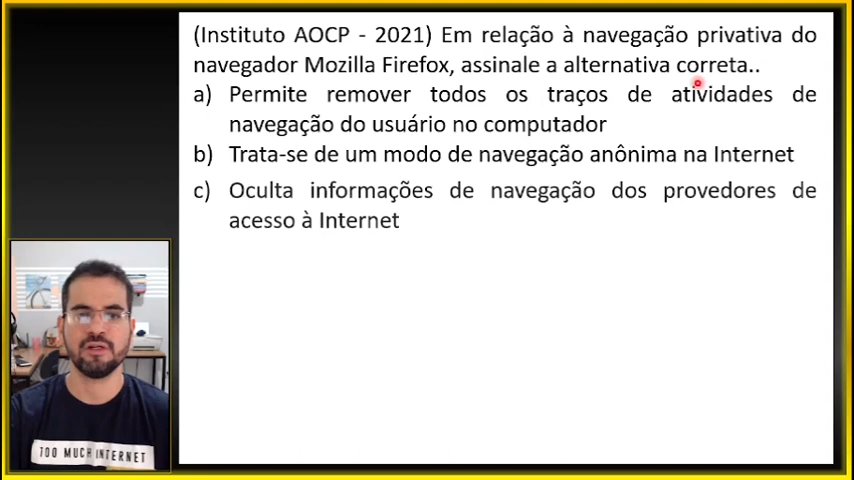 (Instituto AOCP - 2021) Em relação à navegação privativa do
navegador Mozilla Firefox, assinale a alternativa correta..
a) Permite remover todos os traços de atividades de
navegação do usuário no computador
b) Trata-se de um modo de navegação anônima na Internet
c) Oculta informações de navegação dos provedores de
acesso à Internet
TOO MUCH INTERNET